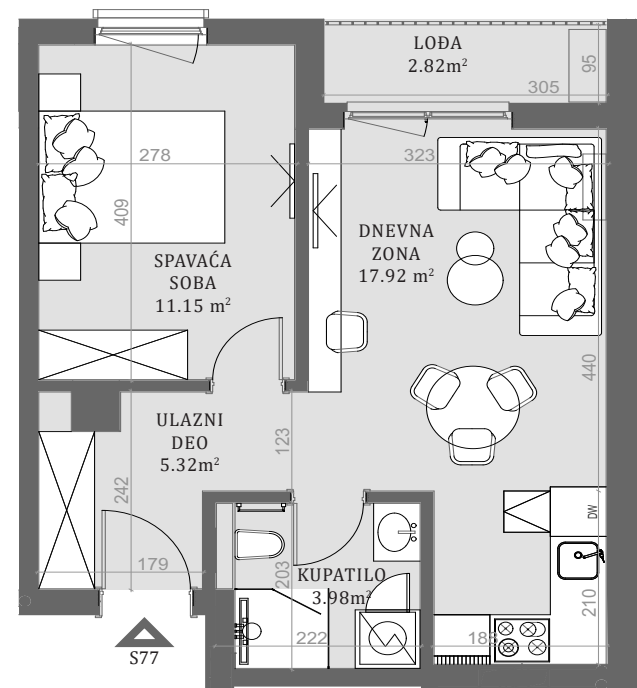 LOĐA
2.82m²
95
305
278
323
409
DNEVNA
ZONA
17.92 m²
SPAVAĆA
SOBA
11.15 m²
440
ULAZNI
DEO
5.32m²
123
242
DW
179
203
KUPATILO
3.98m²
210
222
185
S77